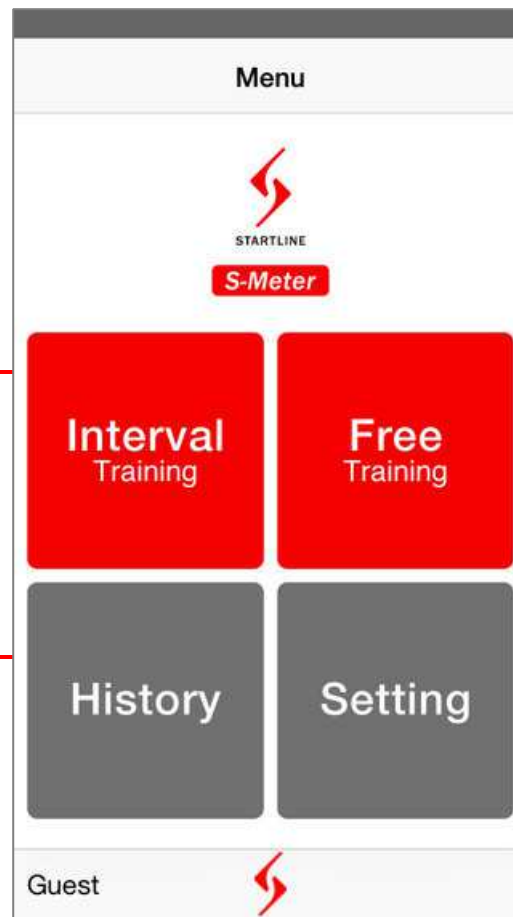 Menu
STARTLINE
S-Meter
Interval
Training
Free
Training
History
Setting
Guest